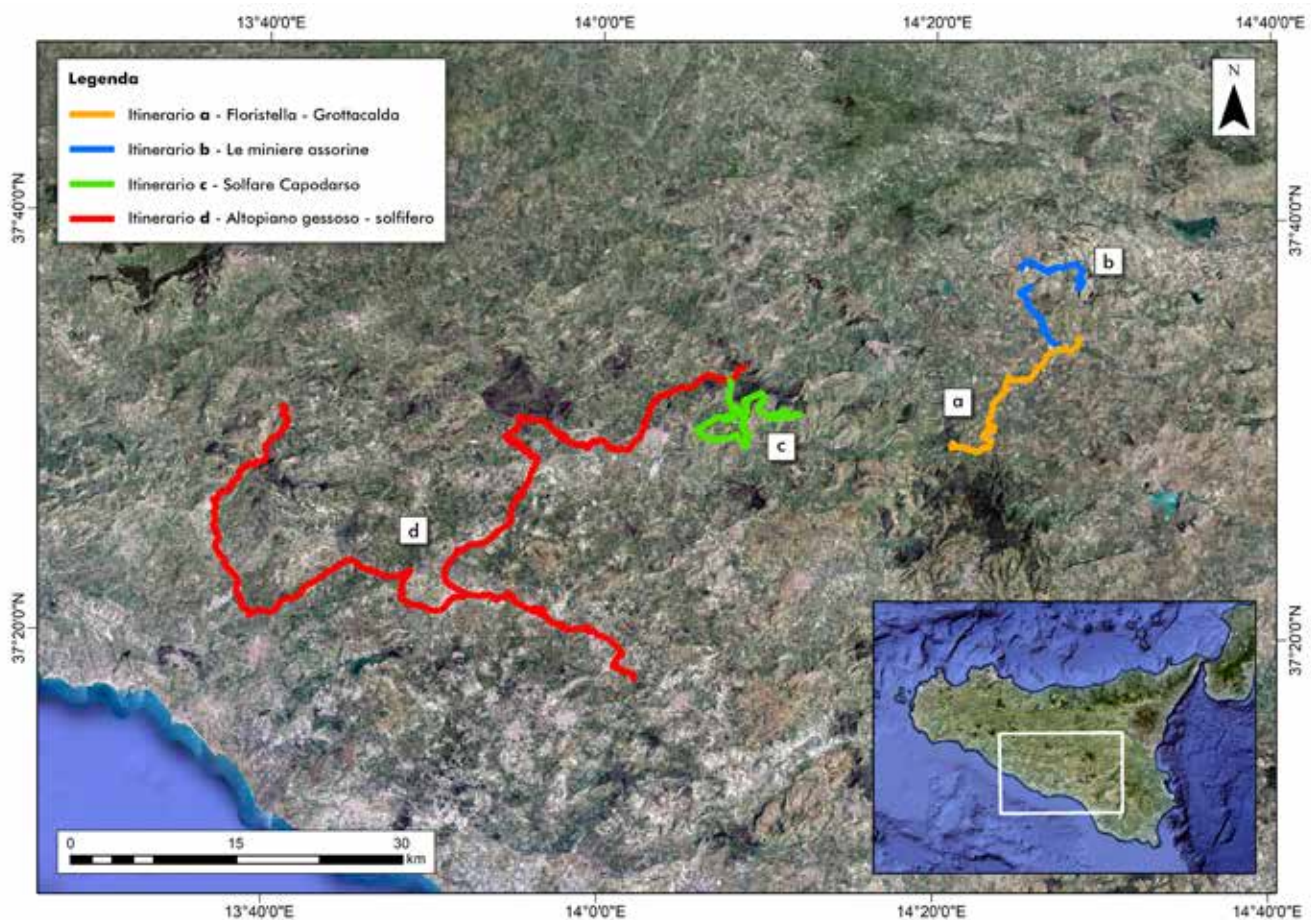 13°40'0"E 14°00'0"E 14°20'0"E 14°40'0"E
Legenda
Itinerario a - Floristella - Grottacalda
Itinerario b - Le miniere assorine
Itinerario c - Solfare Capodarso
Itinerario d - Altopiano gessoso - solfifero
N
37°40'0"N
37°40'0"N
b
a
c
d
37°20'0"N
37°20'0"N
0 15 30
km
13°40'0"E 14°00'0"E 14°20'0"E 14°40'0"E